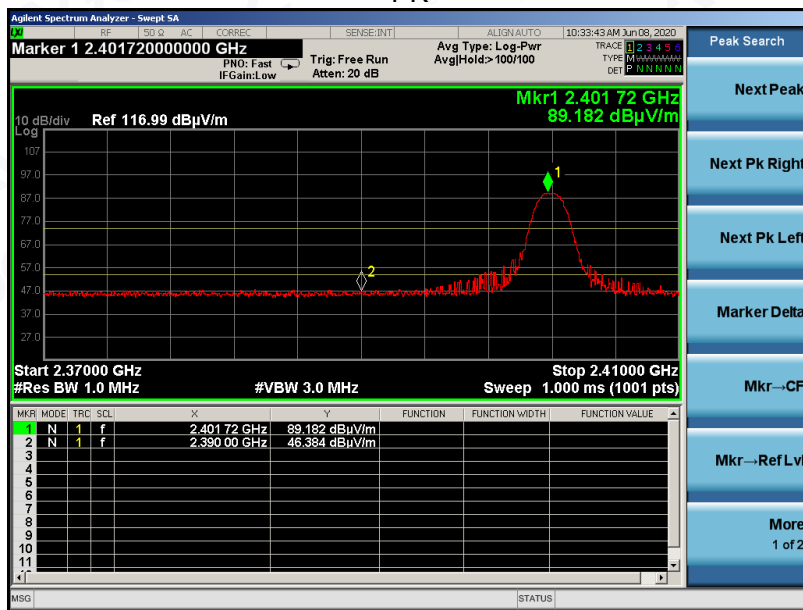 PK
Agilent Spectrum Analyzer - Swept SA
LXI RF 50 Ω AC CORREC SENSE:INT ALIGN AUTO 10:33:43 AM Jun 08, 2020
Marker 1 2.401720000000 GHz
PNO: Fast
IFGain:Low
Trig: Free Run
Atten: 20 dB
Avg Type: Log-Pwr
Avg|Hold:> 100/100
TRACE 1 2 3 4 5 6
TYPE M
DET P N N N N N
Peak Search
Mkr1 2.401 72 GHz
89.182 dBµV/m
10 dB/div
Log
Ref 116.99 dBµV/m
107
97.0
87.0
77.0
67.0
57.0
47.0
37.0
27.0
1
2
Start 2.37000 GHz
Stop 2.41000 GHz
#Res BW 1.0 MHz
#VBW 3.0 MHz
Sweep 1.000 ms (1001 pts)
MKR MODE TRC SCL X Y FUNCTION FUNCTION WIDTH FUNCTION VALUE
1 N 1 f 2.401 72 GHz 89.182 dBµV/m
2 N 1 f 2.390 00 GHz 46.384 dBµV/m
3
4
5
6
7
8
9
10
11
MSG
STATUS
Next Peak
Next Pk Right
Next Pk Left
Marker Delta
Mkr→CF
Mkr→Ref Lvl
More
1 of 2